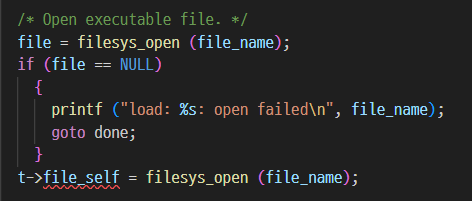 /* Open executable file. */
file = filesys_open (file_name);
if (file == NULL)
{
printf ("load: %s: open failed\n", file_name);
goto done;
}
t->file_self = filesys_open (file_name);